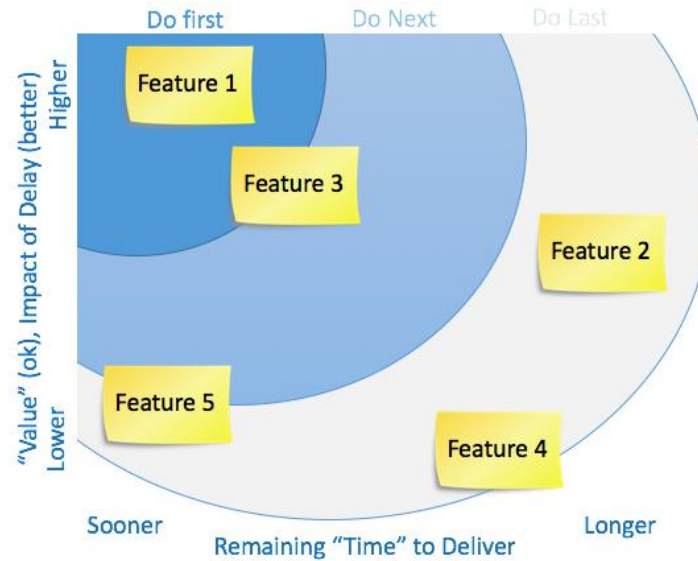 Do first
Do Next
Do Last
Feature 1
Feature 3
Feature 2
Feature 5
Feature 4
“Value” (ok), Impact of Delay (better)
Higher
Lower
Sooner
Longer
Remaining “Time” to Deliver